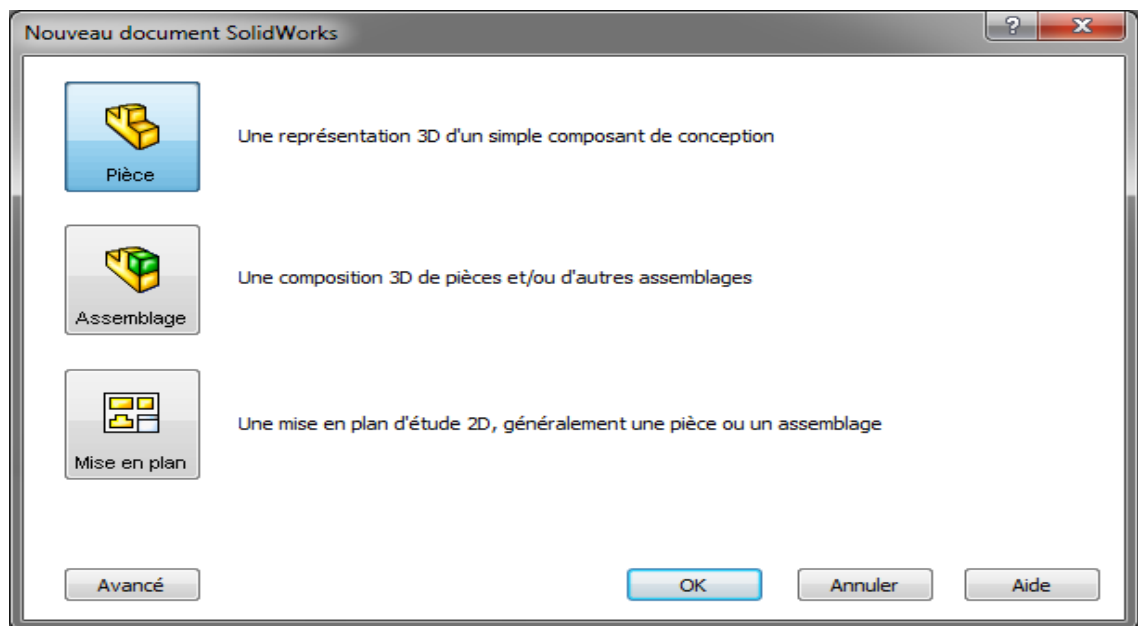 Nouveau document SolidWorks
?
X
Une représentation 3D d'un simple composant de conception
Pièce
Une composition 3D de pièces et/ou d'autres assemblages
Assemblage
Une mise en plan d'étude 2D, généralement une pièce ou un assemblage
Mise en plan
Avancé OK Annuler Aide